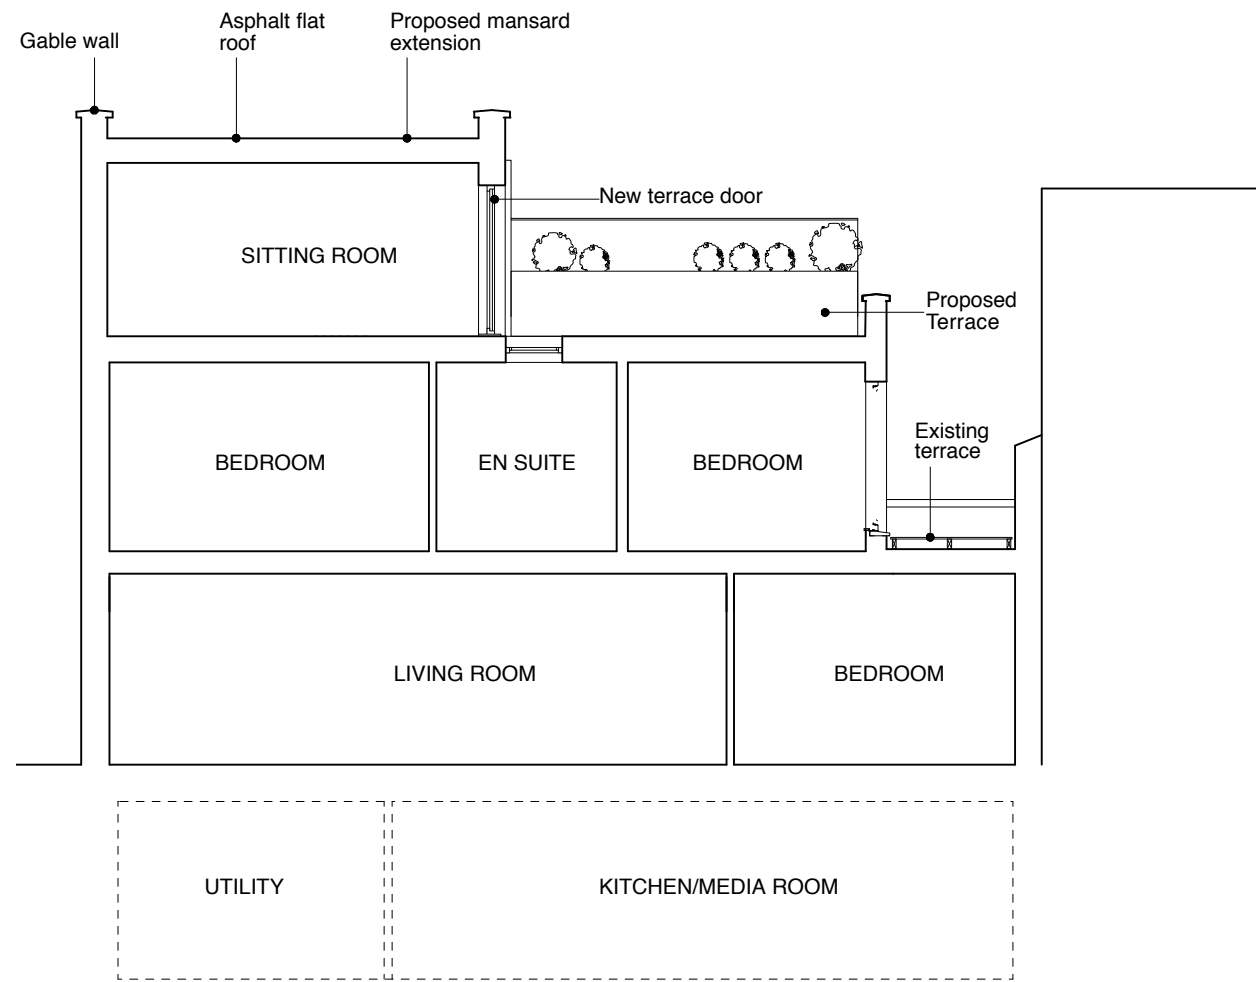 Gable wall
Asphalt flat
roof
Proposed mansard
extension
New terrace door
SITTING ROOM
Proposed
Terrace
Existing
terrace
BEDROOM
EN SUITE
BEDROOM
LIVING ROOM
BEDROOM
UTILITY
KITCHEN/MEDIA ROOM